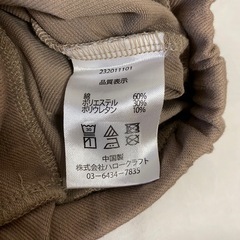 232011101
品質表示
綿 60%
ポリエステル 30%
ポリウレタン 10%
中国製
株式会社ハロークラフト
03-6434-7835